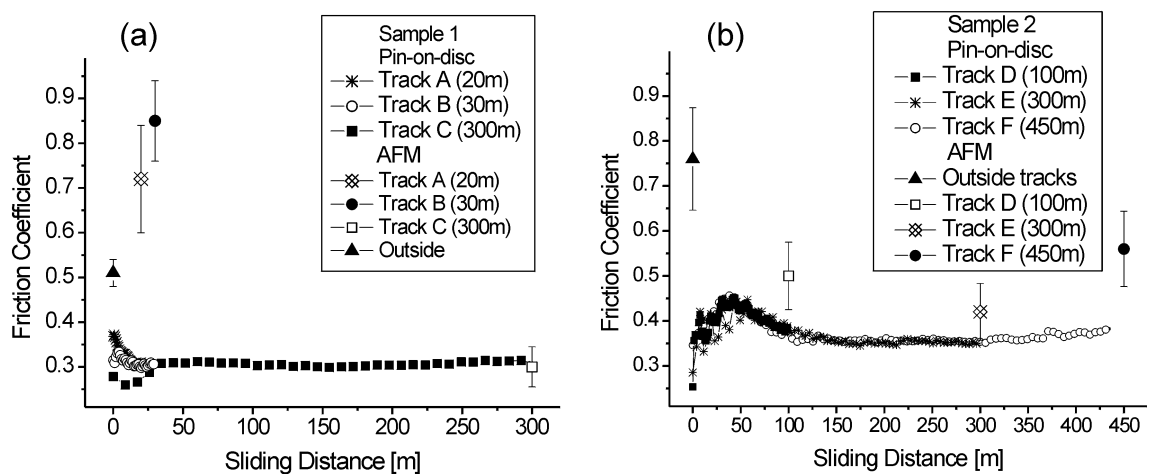 (a)
Sample 1
Pin-on-disc
Track A (20m)
Track B (30m)
Track C (300m)
AFM
Track A (20m)
Track B (30m)
Track C (300m)
Outside
0.9
0.8
0.7
0.6
0.5
0.4
0.3
Friction Coefficient
0 50 100 150 200 250 300
Sliding Distance [m]
(b)
Sample 2
Pin-on-disc
Track D (100m)
Track E (300m)
Track F (450m)
AFM
Outside tracks
Track D (100m)
Track E (300m)
Track F (450m)
0.9
0.8
0.7
0.6
0.5
0.4
0.3
Friction Coefficient
0 50 100 150 200 250 300 350 400 450
Sliding Distance [m]